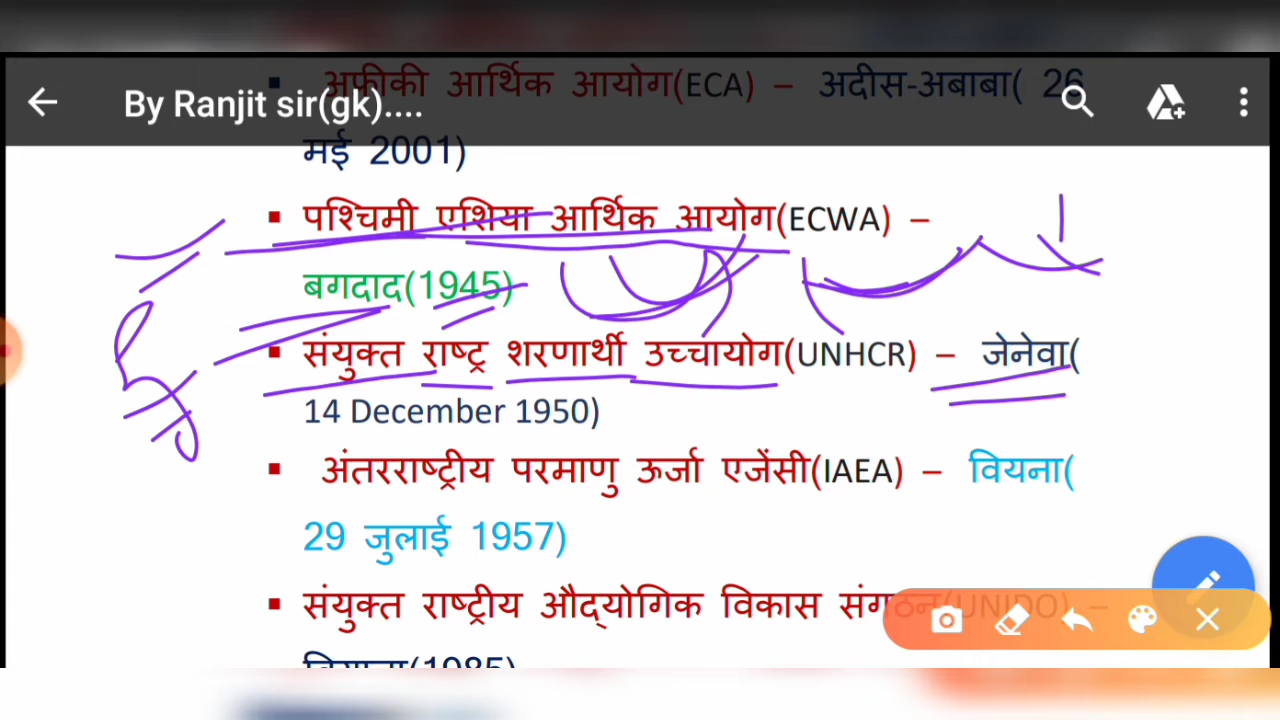 ▪ अफ्रीकी आर्थिक आयोग(ECA) – अदीस-अबाबा( 26
By Ranjit sir(gk)....
मई 2001)
▪ पश्चिमी एशिया आर्थिक आयोग(ECWA) –
बगदाद(1945)
▪ संयुक्त राष्ट्र शरणार्थी उच्चायोग(UNHCR) – जेनेवा(
14 December 1950)
▪ अंतरराष्ट्रीय परमाणु ऊर्जा एजेंसी(IAEA) – वियना(
29 जुलाई 1957)
▪ संयुक्त राष्ट्रीय औद्योगिक विकास संगठन(UNIDO) –
(1985)